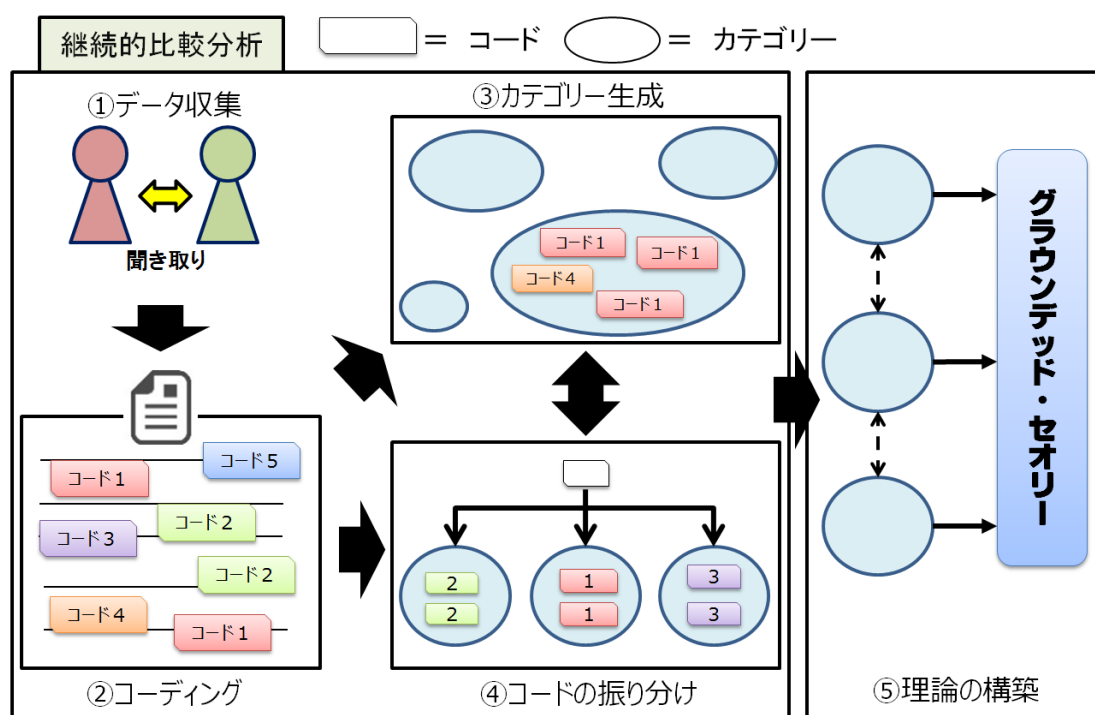 継続的比較分析
= コード
= カテゴリー
①データ収集
聞き取り
②コーディング
コード1
コード5
コード2
コード3
コード2
コード4
コード1
③カテゴリー生成
コード1
コード1
コード4
コード1
④コードの振り分け
2
2
1
1
3
3
⑤理論の構築
グラウンデッド・セオリー